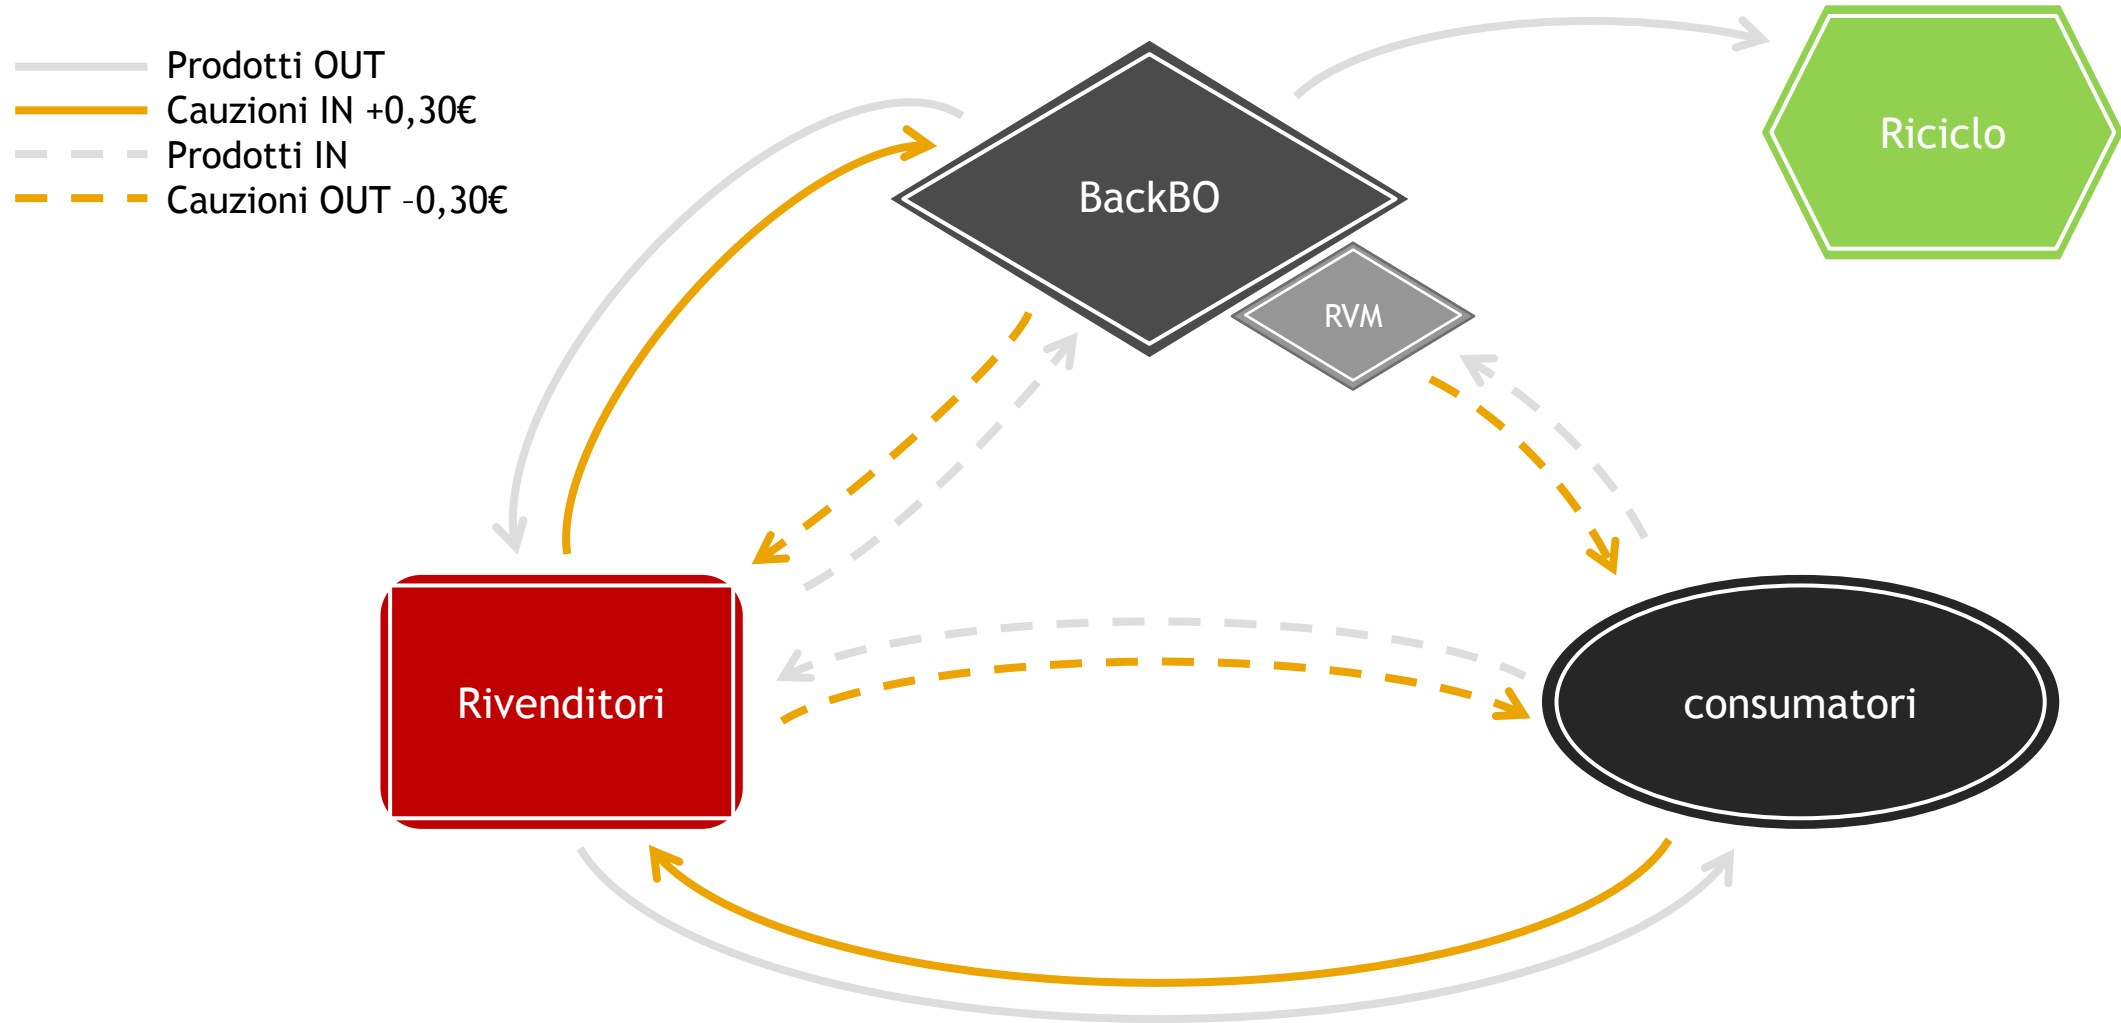 Prodotti OUT
Cauzioni IN +0,30€
Prodotti IN
Cauzioni OUT –0,30€
BackBO
Riciclo
RVM
Rivenditori
consumatori